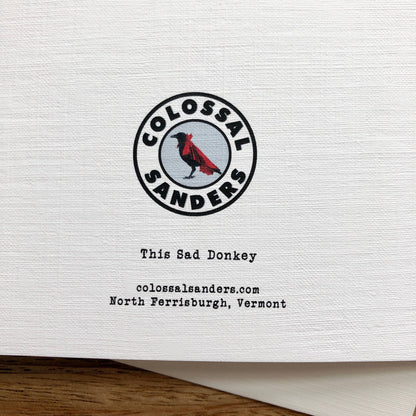 COLOSSAL
SANDERS
This Sad Donkey
colossalsanders.com
North Ferrisburgh, Vermont